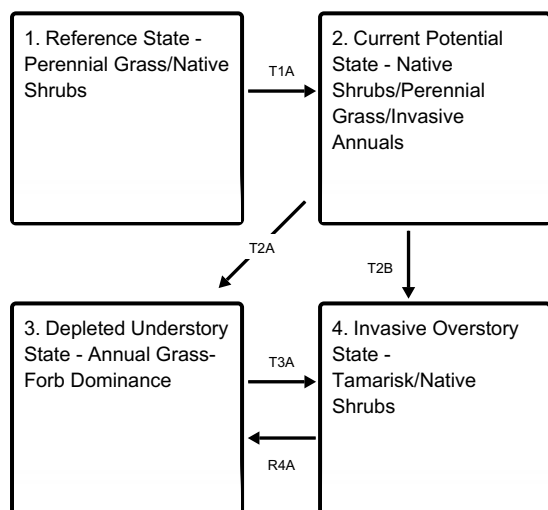 1. Reference State -
Perennial Grass/Native
Shrubs
T1A
2. Current Potential
State - Native
Shrubs/Perennial
Grass/Invasive
Annuals
T2A
T2B
3. Depleted Understory
State - Annual Grass-
Forb Dominance
T3A
R4A
4. Invasive Overstory
State -
Tamarisk/Native
Shrubs